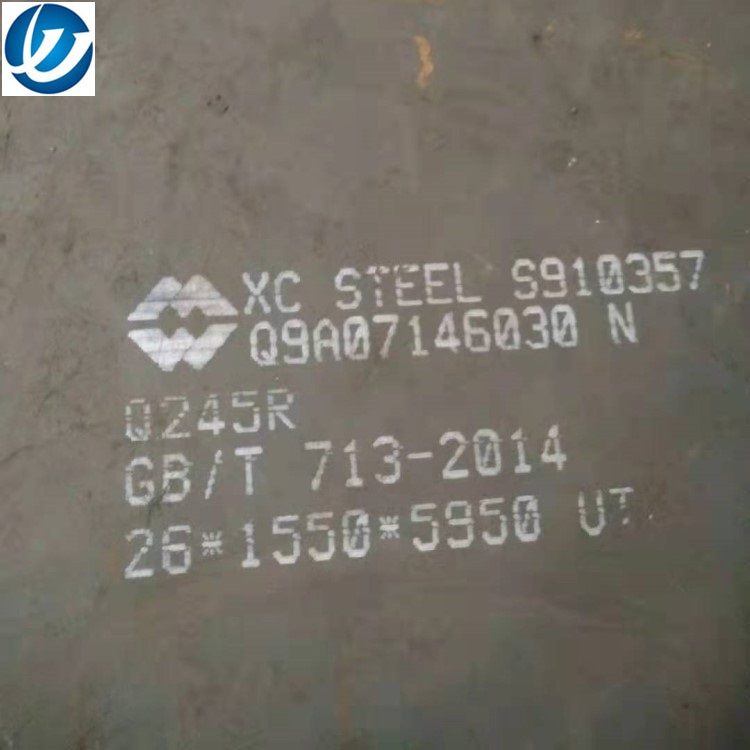 XC STEEL S910357
Q9A07146030 N
Q245R
GB/T 713-2014
26*1550*5950 UT